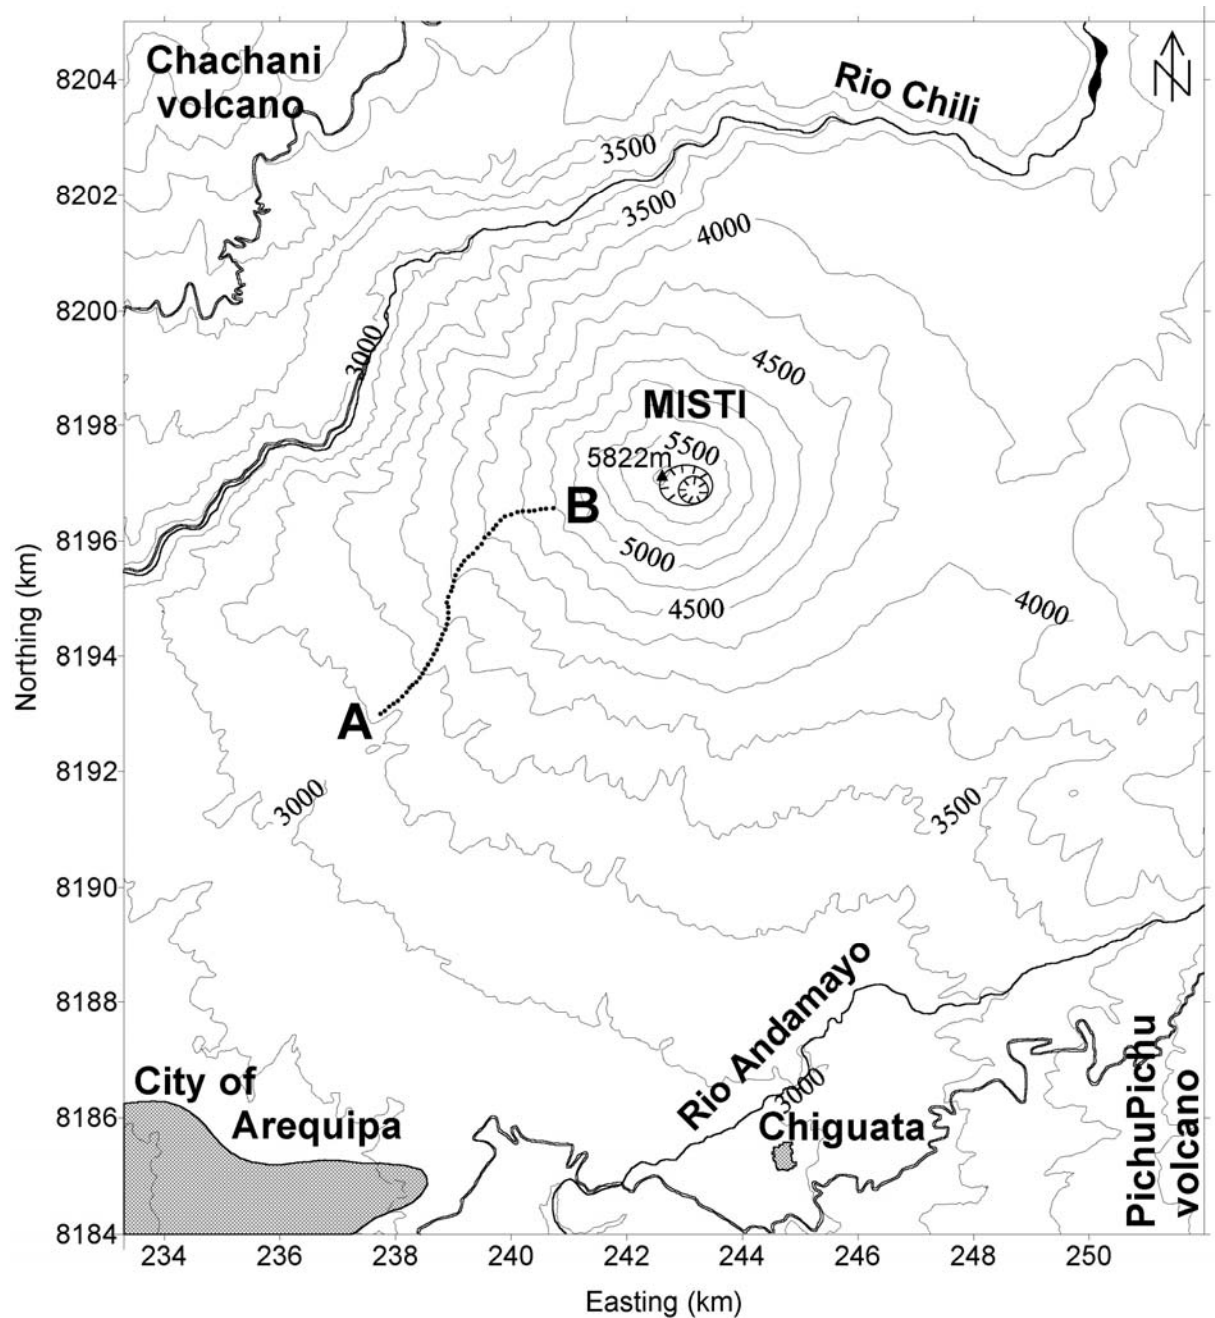 Chachani
volcano
Rio Chili
N
3500
3500
4000
3000
4500
MISTI
5500
5822m
B
5000
4500
4000
A
3000
3500
Rio Andamayo
3000
City of
Arequipa
Chiguata
PichuPichu
volcano
8204
8202
8200
8198
8196
8194
8192
8190
8188
8186
8184
Northing (km)
234 236 238 240 242 244 246 248 250
Easting (km)